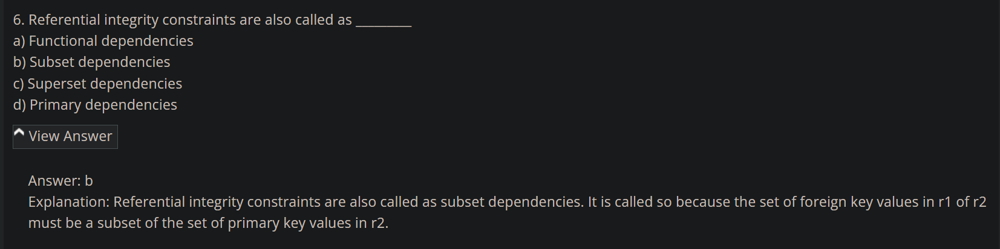 6. Referential integrity constraints are also called as _________
a) Functional dependencies
b) Subset dependencies
c) Superset dependencies
d) Primary dependencies
View Answer
Answer: b
Explanation: Referential integrity constraints are also called as subset dependencies. It is called so because the set of foreign key values in r1 of r2
must be a subset of the set of primary key values in r2.